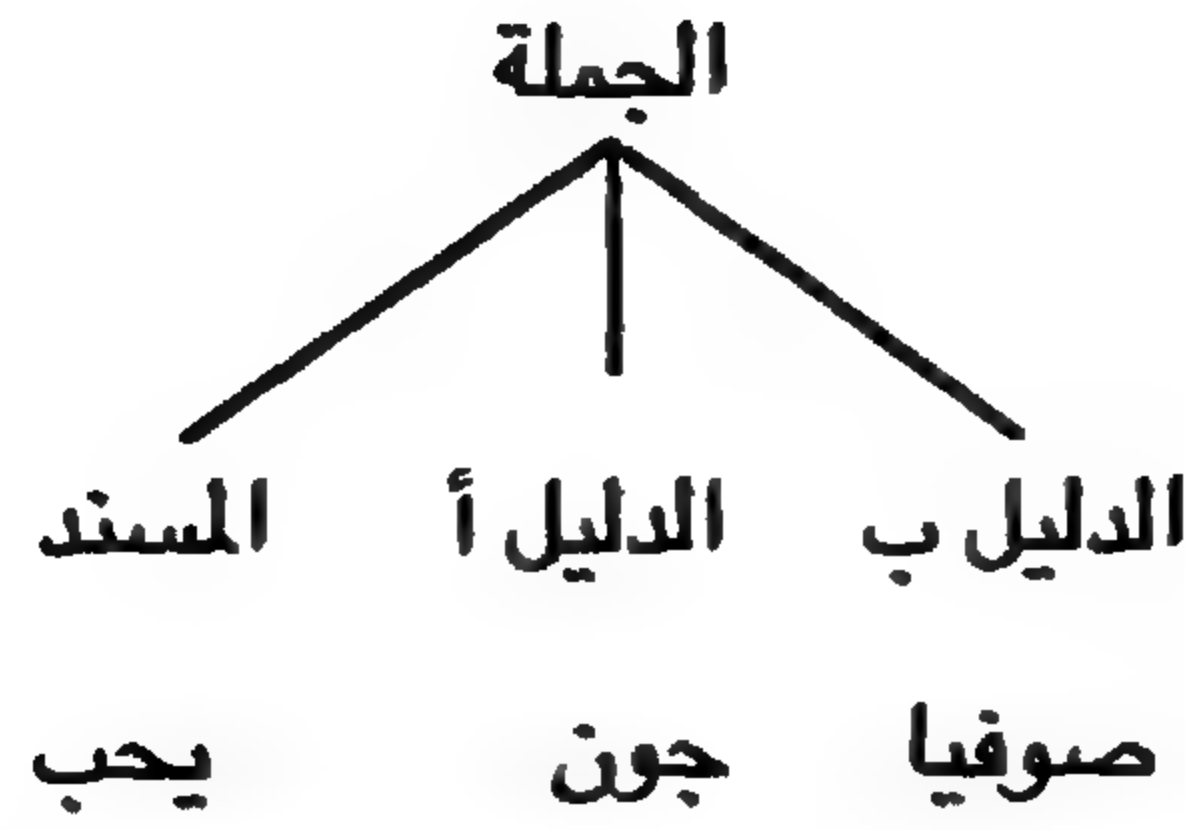 الجملة
الدليل ب الدليل أ المسند
صوفيا جون يحب